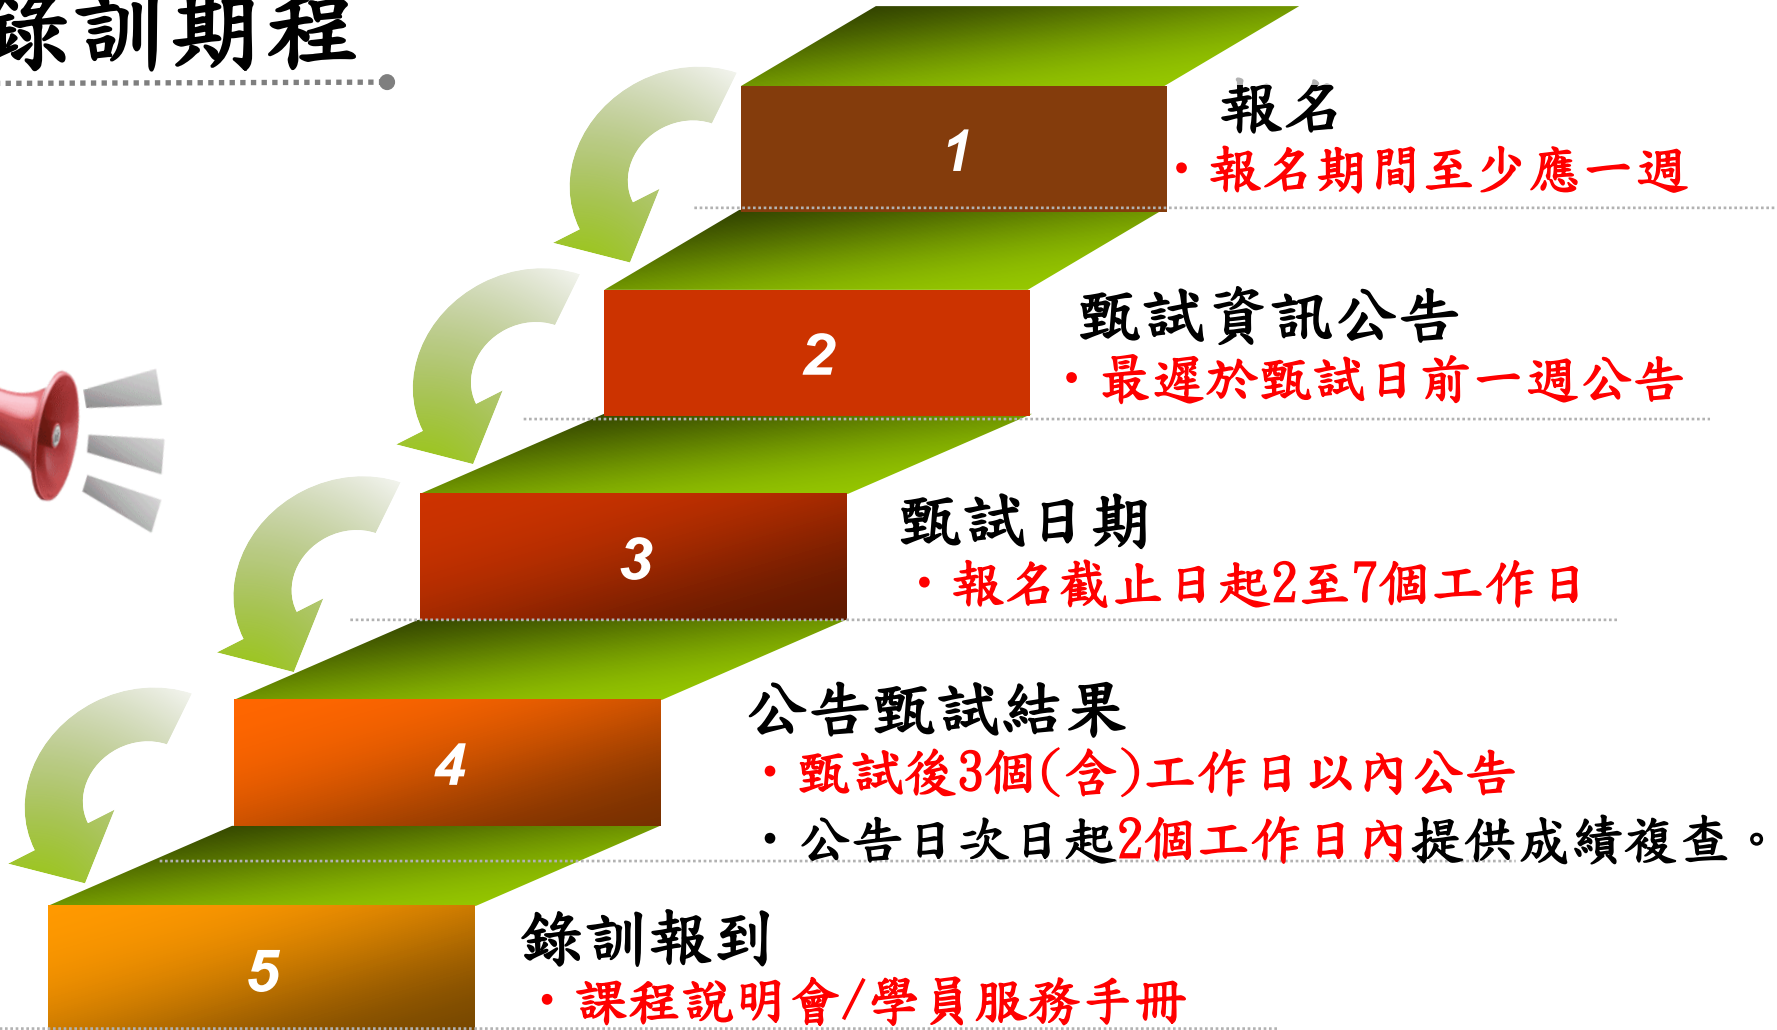 錄訓期程
1
報名
・報名期間至少應一週
2
甄試資訊公告
・最遲於甄試日前一週公告
3
甄試日期
・報名截止日起2至7個工作日
4
公告甄試結果
・甄試後3個(含)工作日以內公告
・公告日次日起2個工作日內提供成績複查。
5
錄訓報到
・課程說明會/學員服務手冊